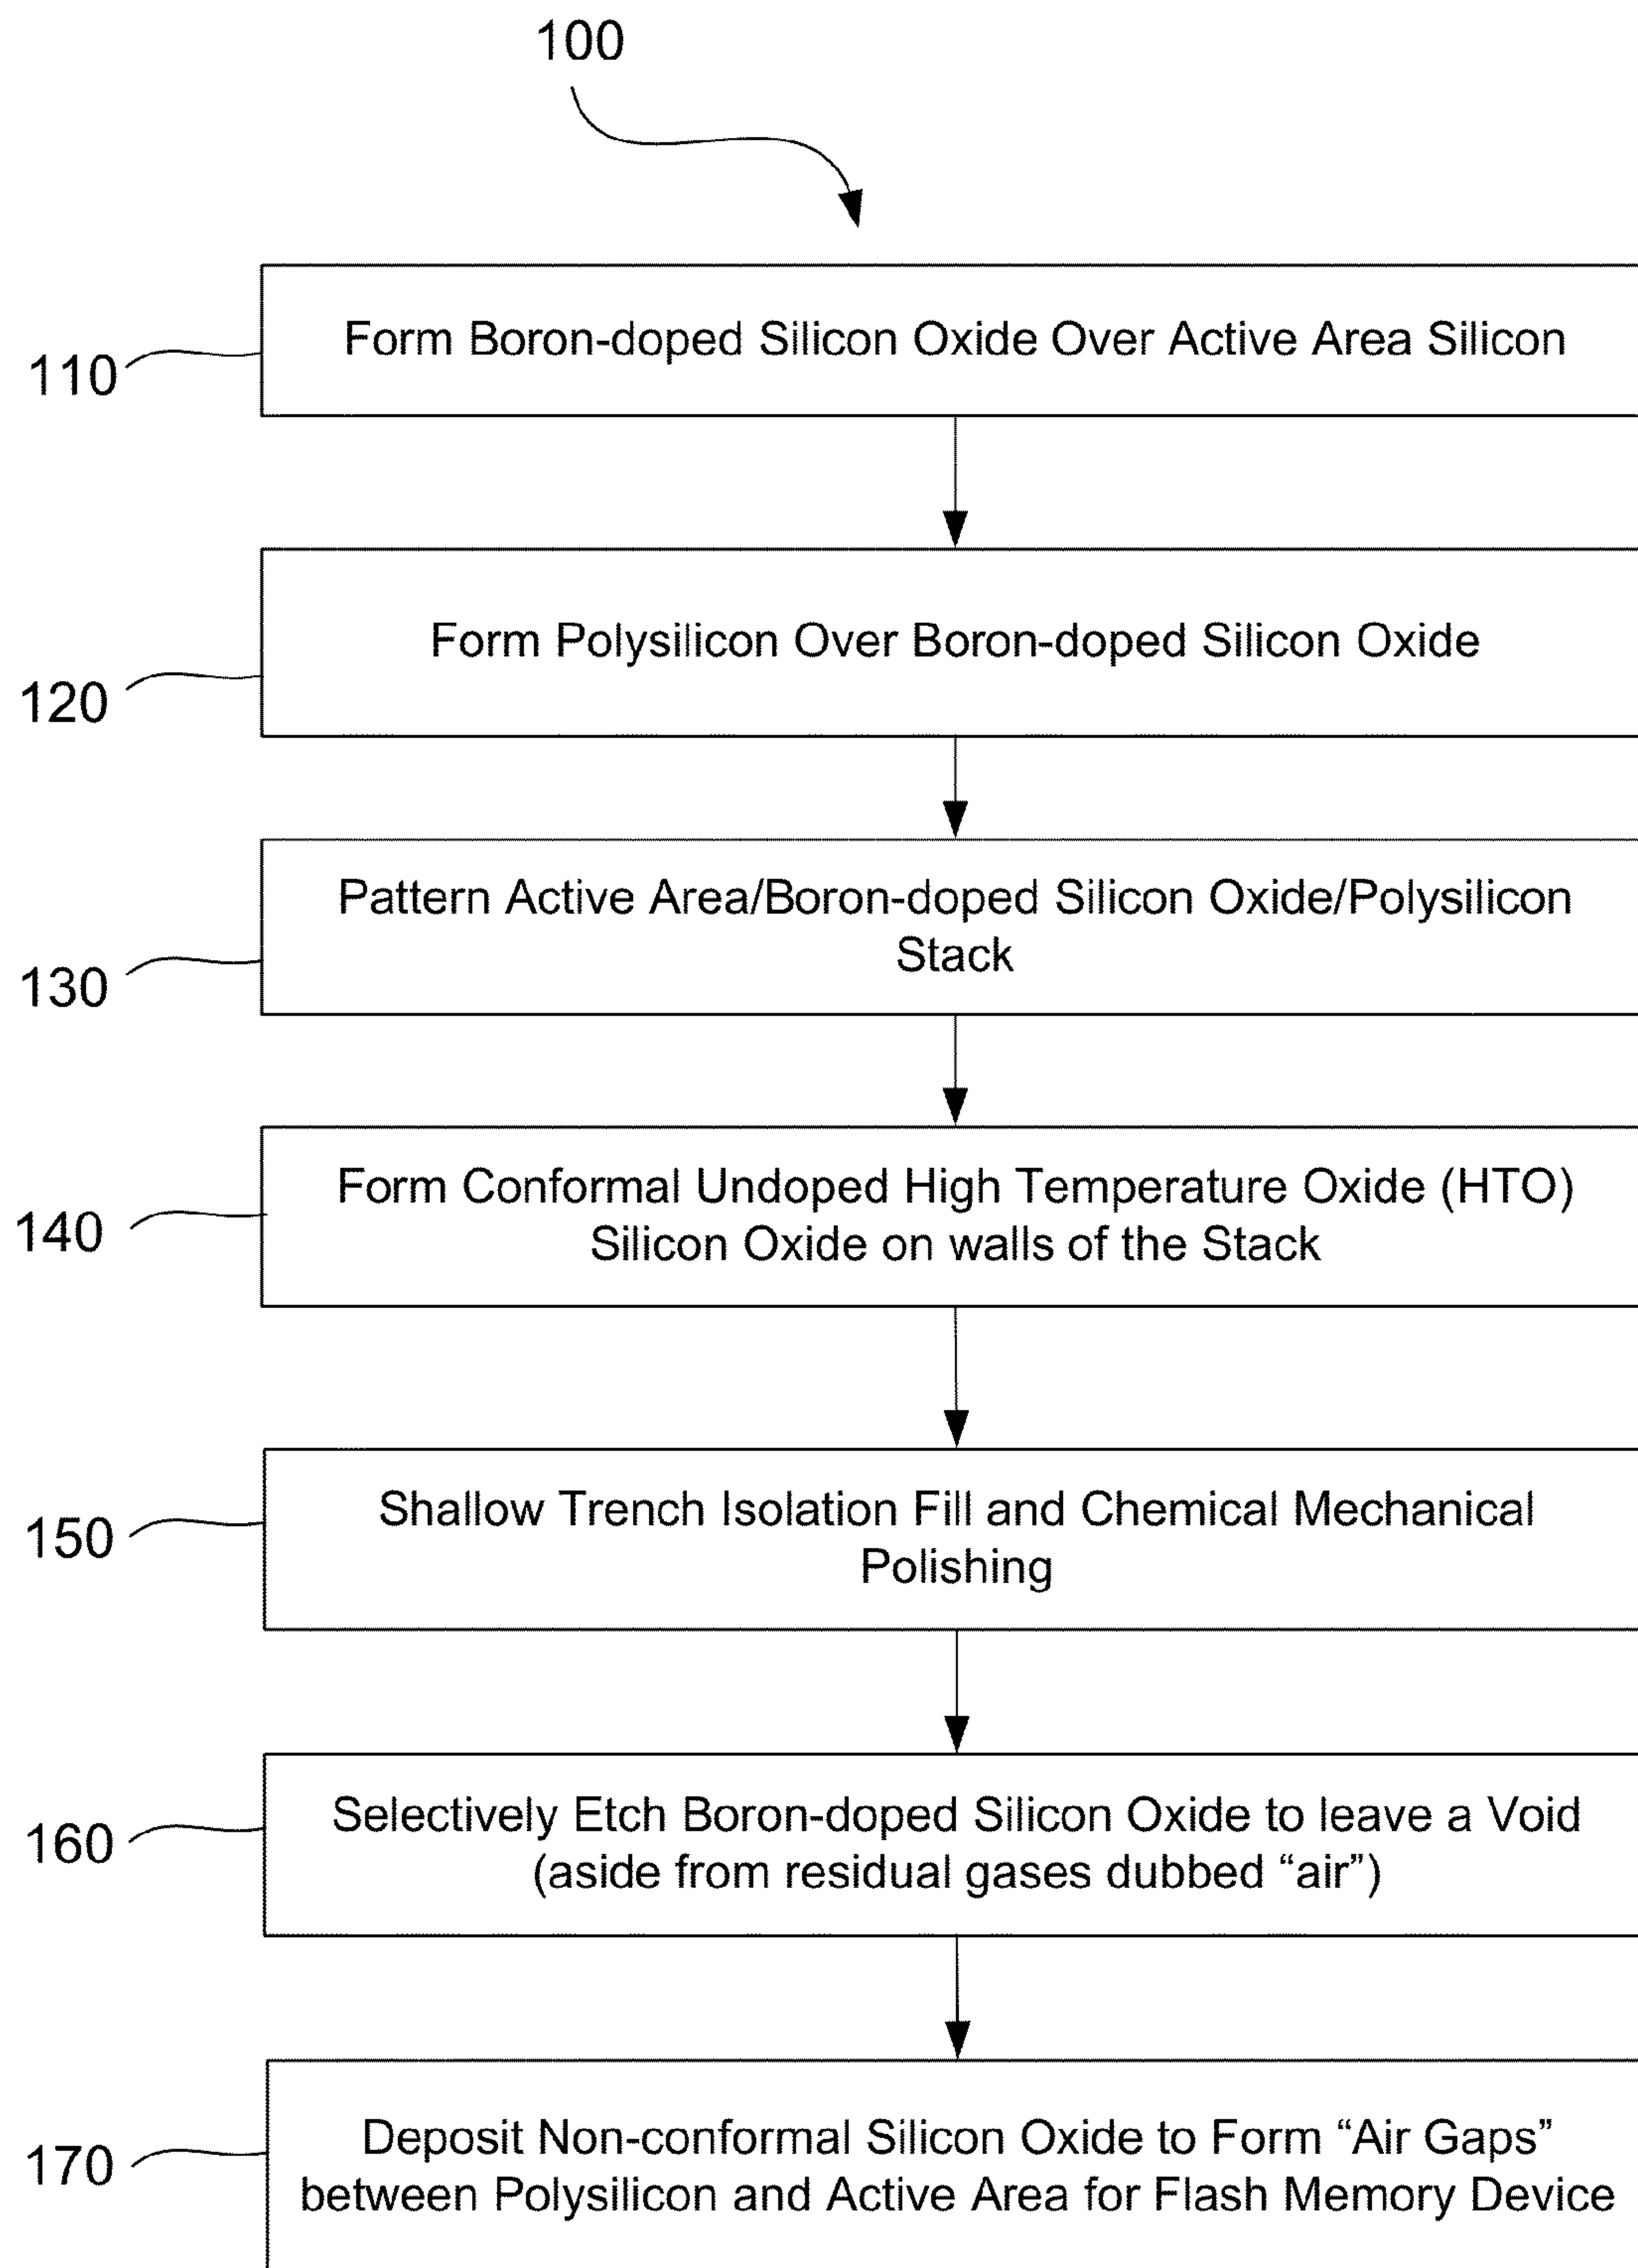 100
110
Form Boron-doped Silicon Oxide Over Active Area Silicon
120
Form Polysilicon Over Boron-doped Silicon Oxide
130
Pattern Active Area/Boron-doped Silicon Oxide/Polysilicon
Stack
140
Form Conformal Undoped High Temperature Oxide (HTO)
Silicon Oxide on walls of the Stack
150
Shallow Trench Isolation Fill and Chemical Mechanical
Polishing
160
Selectively Etch Boron-doped Silicon Oxide to leave a Void
(aside from residual gases dubbed “air”)
170
Deposit Non-conformal Silicon Oxide to Form “Air Gaps”
between Polysilicon and Active Area for Flash Memory Device